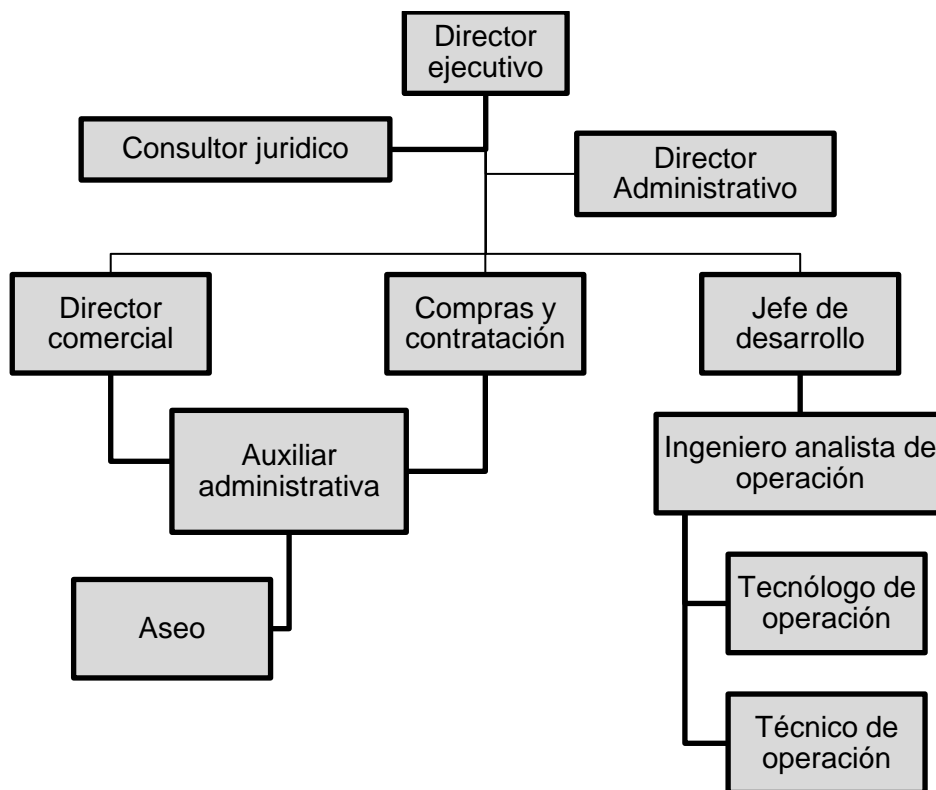 Director
ejecutivo
Consultor juridico
Director
Administrativo
Director
comercial
Compras y
contratación
Jefe de
desarrollo
Auxiliar
administrativa
Ingeniero analista de
operación
Aseo
Tecnólogo de
operación
Técnico de
operación